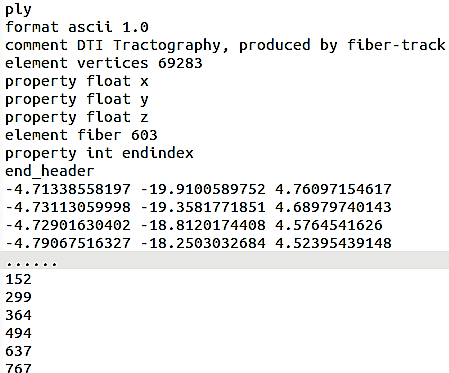 ply
format ascii 1.0
comment DTI Tractography, produced by fiber-track
element vertices 69283
property float x
property float y
property float z
element fiber 603
property int endindex
end_header
-4.71338558197 -19.9100589752 4.76097154617
-4.73113059998 -19.3581771851 4.68979740143
-4.72901630402 -18.8120174408 4.5764541626
-4.79067516327 -18.2503032684 4.52395439148
......
152
299
364
494
637
767